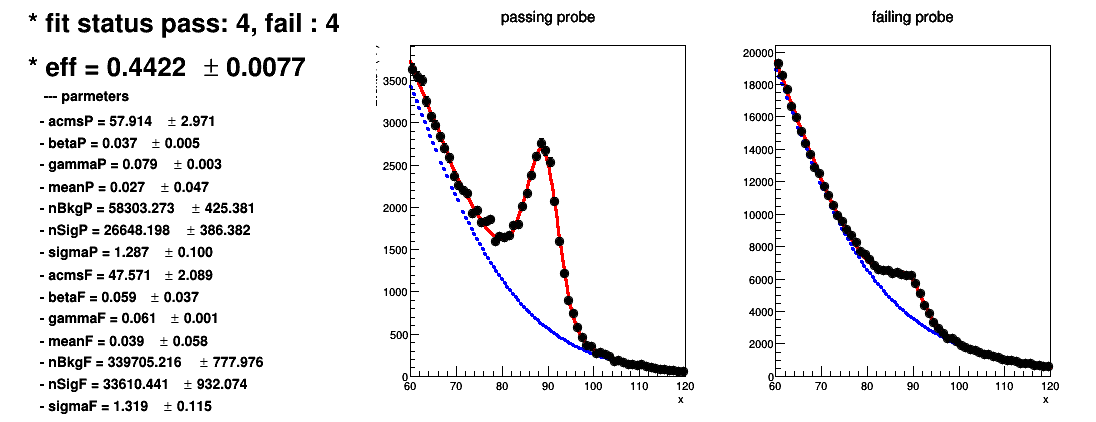 * fit status pass: 4, fail : 4
* eff = 0.4422 ± 0.0077
--- parmeters
- acmsP = 57.914 ± 2.971
- betaP = 0.037 ± 0.005
- gammaP = 0.079 ± 0.003
- meanP = 0.027 ± 0.047
- nBkgP = 58303.273 ± 425.381
- nSigP = 26648.198 ± 386.382
- sigmaP = 1.287 ± 0.100
- acmsF = 47.571 ± 2.089
- betaF = 0.059 ± 0.037
- gammaF = 0.061 ± 0.001
- meanF = 0.039 ± 0.058
- nBkgF = 339705.216 ± 777.976
- nSigF = 33610.441 ± 932.074
- sigmaF = 1.319 ± 0.115
passing probe
3500
3000
2500
2000
1500
1000
500
0
60 70 80 90 100 110 120
x
failing probe
20000
18000
16000
14000
12000
10000
8000
6000
4000
2000
0
60 70 80 90 100 110 120
x